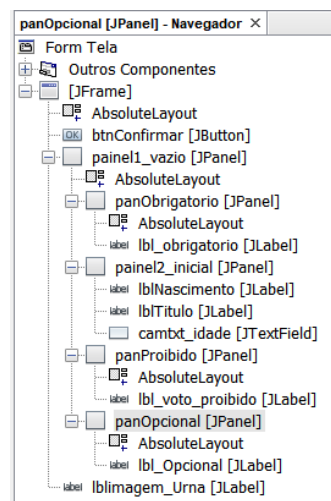 panOpcional [JPanel] - Navegador ×
Form Tela
Outros Componentes
[JFrame]
AbsoluteLayout
OK btnConfirmar [JButton]
painel1_vazio [JPanel]
AbsoluteLayout
panObrigatorio [JPanel]
AbsoluteLayout
label lbl_obrigatorio [JLabel]
painel2_inicial [JPanel]
label lblNascimento [JLabel]
label lblTitulo [JLabel]
camtxt_idade [JTextField]
panProibido [JPanel]
AbsoluteLayout
label lbl_voto_proibido [JLabel]
panOpcional [JPanel]
AbsoluteLayout
label lbl_Opcional [JLabel]
label lblimagem_Urna [JLabel]